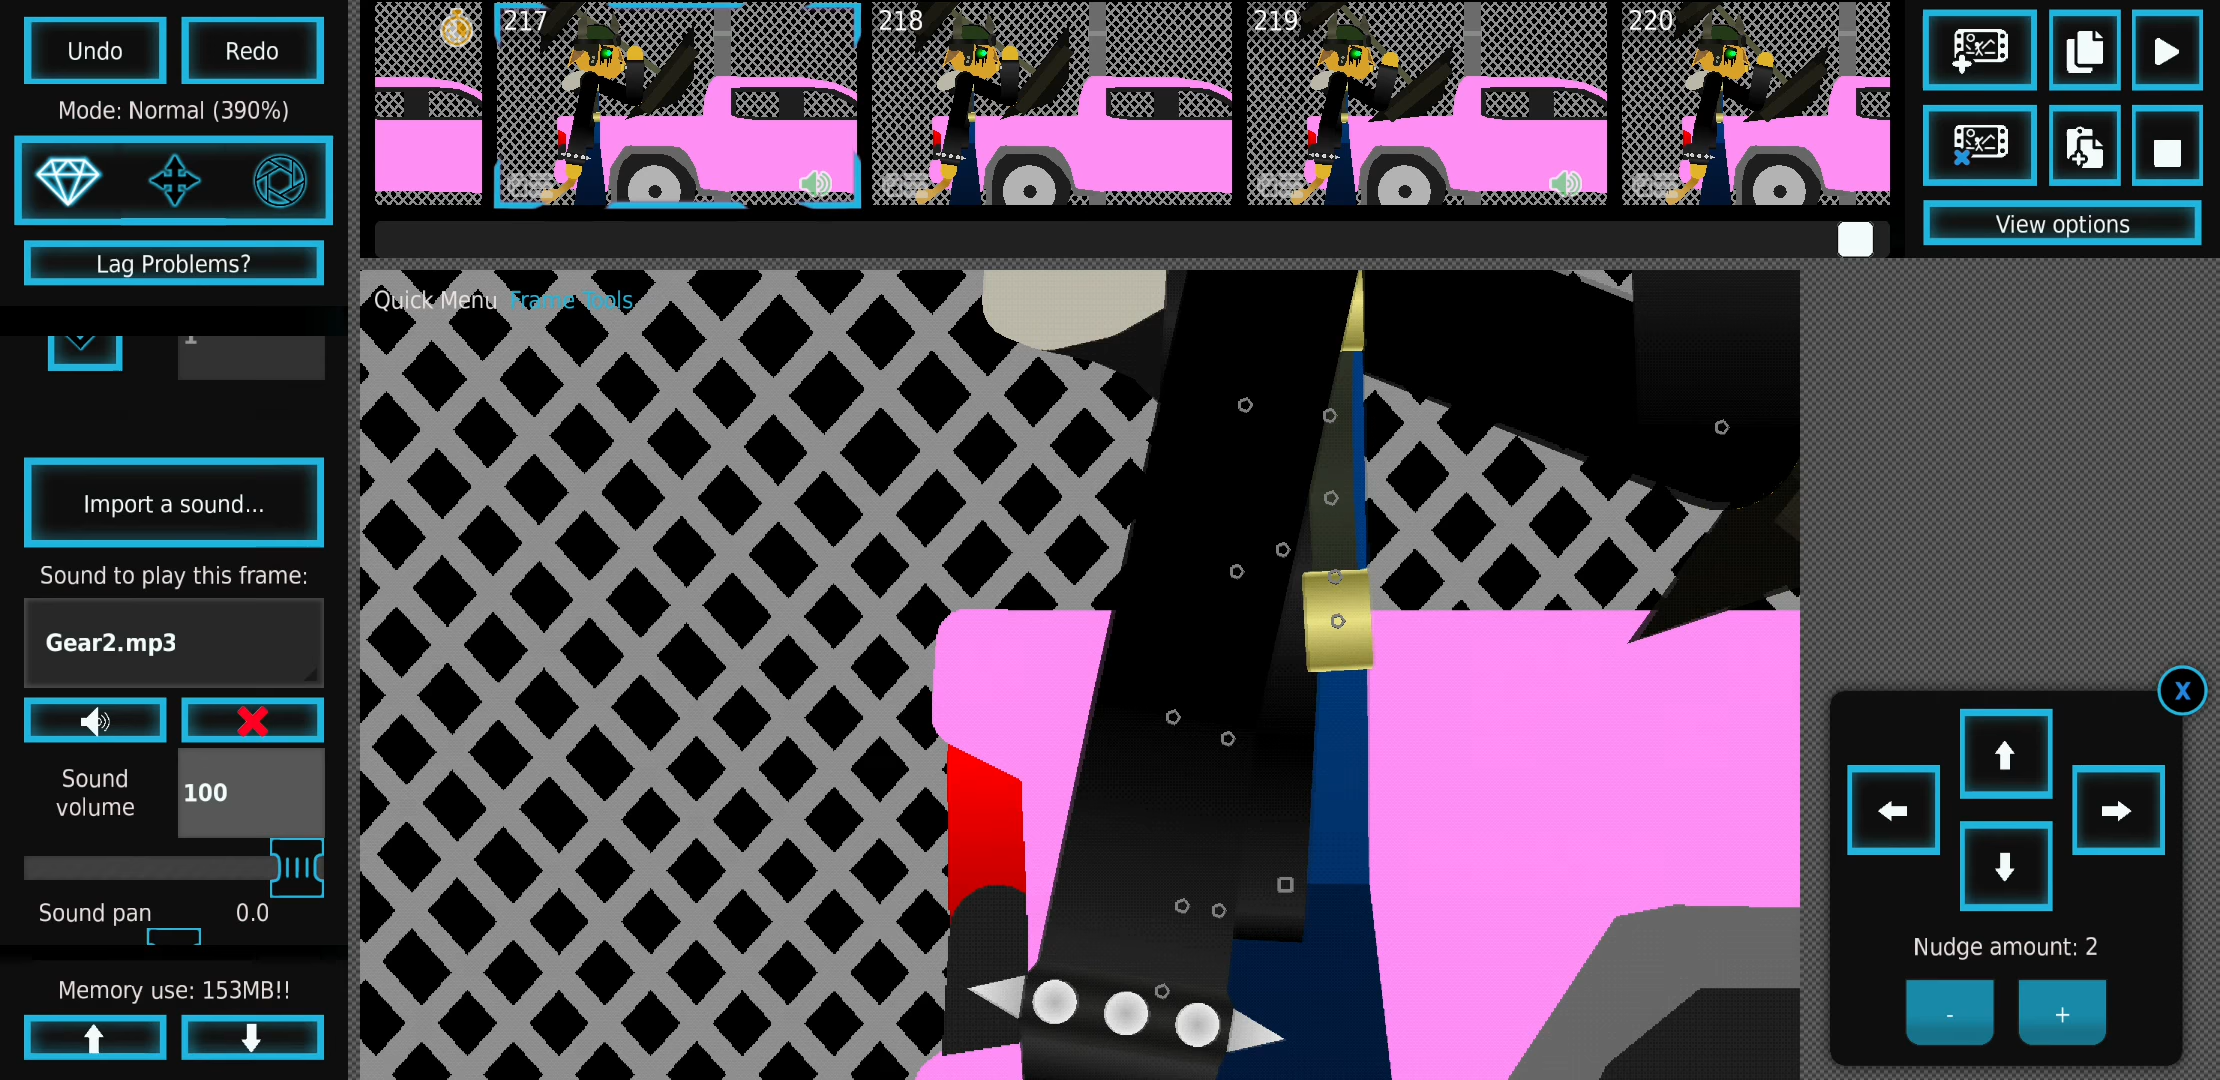 Undo
Redo
Mode: Normal (390%)
Lag Problems?
1
Import a sound...
Sound to play this frame:
Gear2.mp3
Sound volume
100
Sound pan
0.0
Memory use: 153MB!!
217
218
219
220
View options
Quick Menu
Frame Tools
X
Nudge amount: 2
-
+